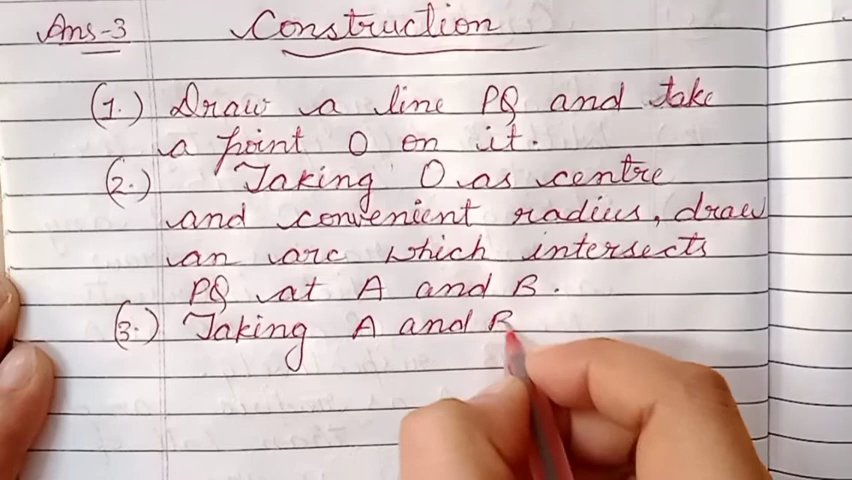 Ans-3 Construction
(1.) Draw a line PQ and take
a point O on it.
(2.) Taking O as centre
and convenient radius, draw
an arc which intersects
PQ at A and B.
(3.) Taking A and B